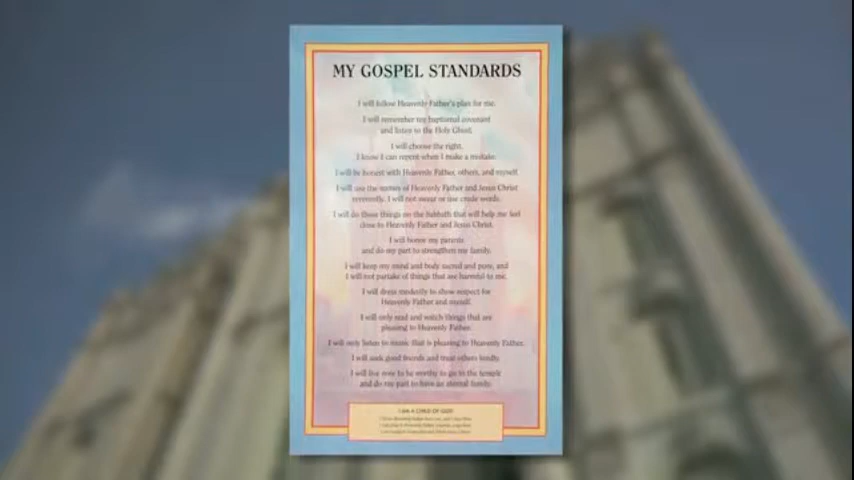 MY GOSPEL STANDARDS
I will follow Heavenly Father's plan for me.
I will remember my baptismal covenant
and listen to the Holy Ghost.
I will choose the right.
I know I can repent when I make a mistake.
I will be honest with Heavenly Father, others, and myself.
I will use the names of Heavenly Father and Jesus Christ
reverently. I will not swear or use crude words.
I will do those things on the Sabbath that will help me feel
close to Heavenly Father and Jesus Christ.
I will honor my parents
and do my part to strengthen my family.
I will keep my mind and body sacred and pure, and
I will not partake of things that are harmful to me.
I will dress modestly to show respect for
Heavenly Father and myself.
I will only read and watch things that are
pleasing to Heavenly Father.
I will only listen to music that is pleasing to Heavenly Father.
I will seek good friends and treat others kindly.
I will live now to be worthy to go to the temple
and do my part to have an eternal family.
I AM A CHILD OF GOD